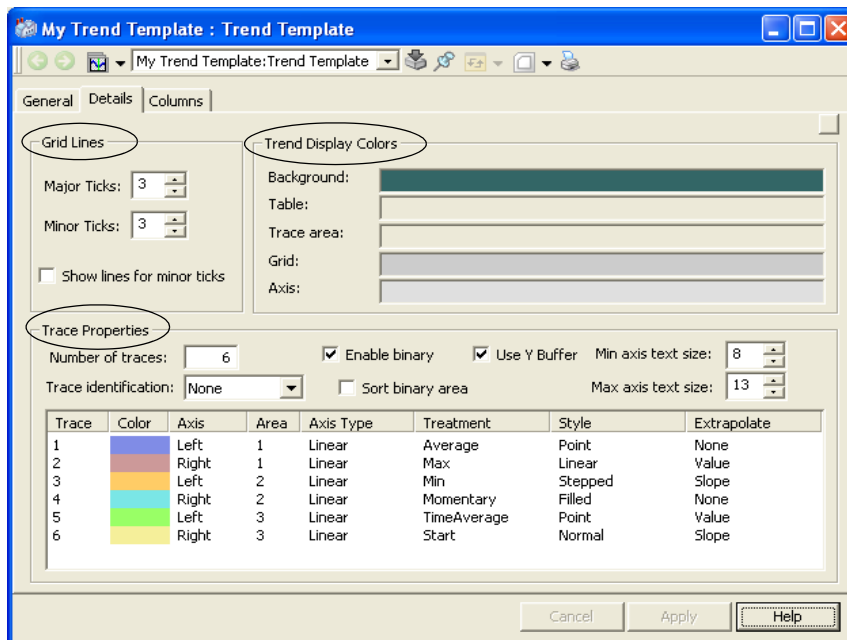 My Trend Template : Trend Template
My Trend Template:Trend Template
General Details Columns
Grid Lines
Major Ticks: 3
Minor Ticks: 3
Show lines for minor ticks
Trend Display Colors
Background:
Table:
Trace area:
Grid:
Axis:
Trace Properties
Number of traces: 6 Enable binary Use Y Buffer Min axis text size: 8
Trace identification: None Sort binary area Max axis text size: 13
Trace Color Axis Area Axis Type Treatment Style Extrapolate
1 Left 1 Linear Average Point None
2 Right 1 Linear Max Linear Value
3 Left 2 Linear Min Stepped Slope
4 Right 2 Linear Momentary Filled None
5 Left 3 Linear TimeAverage Point Value
6 Right 3 Linear Start Normal Slope
Cancel Apply Help